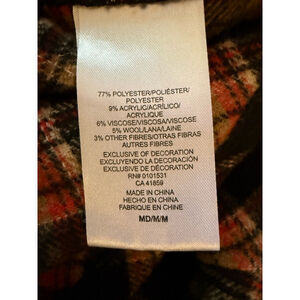 77% POLYESTER/POLIÉSTER/
POLYESTER
9% ACRYLIC/ACRÍLICO/
ACRYLIQUE
6% VISCOSE/VISCOSA/VISCOSE
5% WOOL/LANA/LAINE
3% OTHER FIBRES/OTRAS FIBRAS
AUTRES FIBRES
EXCLUSIVE OF DECORATION
EXCLUYENDO LA DECORACIÓN
EXCLUSIVE DE DÉCORATION
RN# 0101531
CA 41859
MADE IN CHINA
HECHO EN CHINA
FABRIQUE EN CHINE
MD/M/M